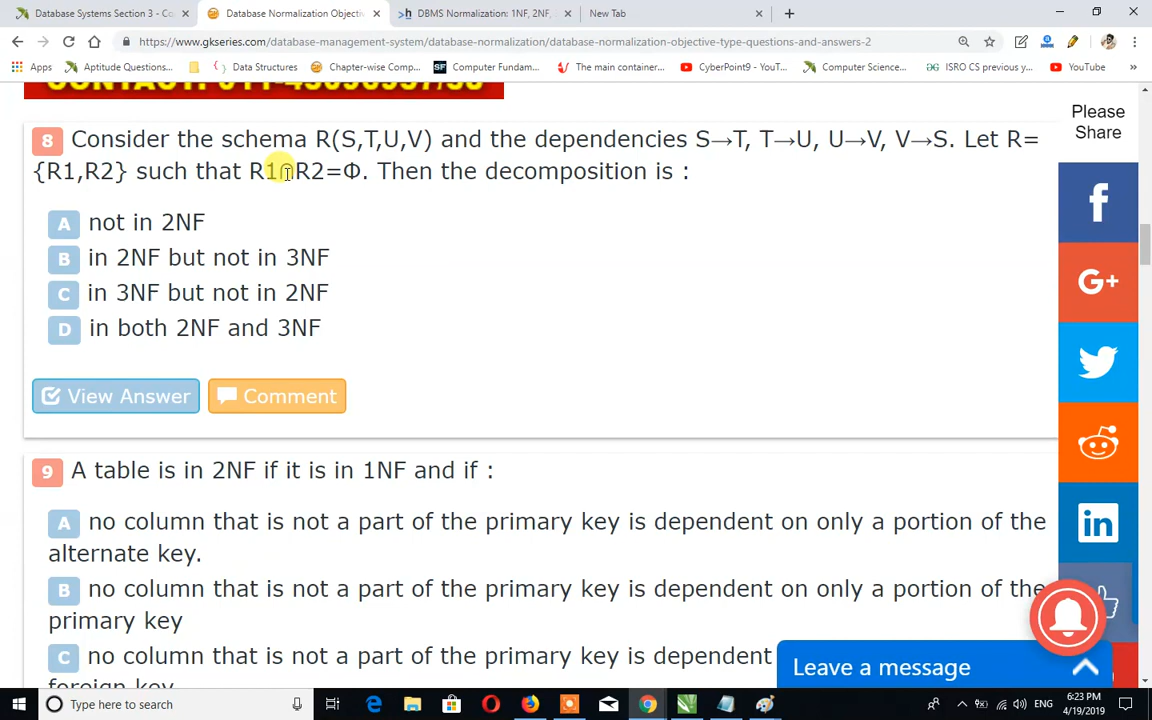 Database Systems Section 3 - Co
Database Normalization Objectiv
DBMS Normalization: 1NF, 2NF,
New Tab
https://www.gkseries.com/database-management-system/database-normalization/database-normalization-objective-type-questions-and-answers-2
Apps
Aptitude Questions...
Data Structures
Chapter-wise Comp...
Computer Fundam...
The main container...
CyberPoint9 - YouT...
Computer Science...
ISRO CS previous y...
YouTube
Please
Share
8 Consider the schema R(S,T,U,V) and the dependencies S→T, T→U, U→V, V→S. Let R=
{R1,R2} such that R1∩R2=Φ. Then the decomposition is :
A not in 2NF
B in 2NF but not in 3NF
C in 3NF but not in 2NF
D in both 2NF and 3NF
View Answer
Comment
9 A table is in 2NF if it is in 1NF and if :
A no column that is not a part of the primary key is dependent on only a portion of the
alternate key.
B no column that is not a part of the primary key is dependent on only a portion of the
primary key
C no column that is not a part of the primary key is dependent
foreign key
Leave a message
Type here to search
ENG
6:23 PM
4/19/2019